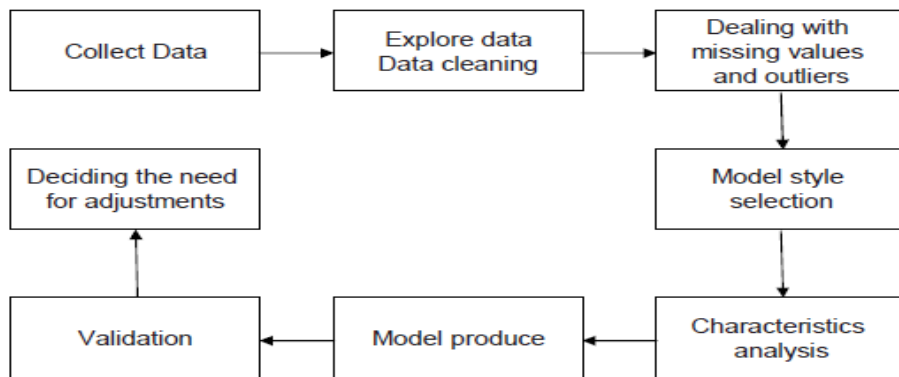 Collect Data
Explore data
Data cleaning
Dealing with
missing values
and outliers
Model style
selection
Characteristics
analysis
Model produce
Validation
Deciding the need
for adjustments